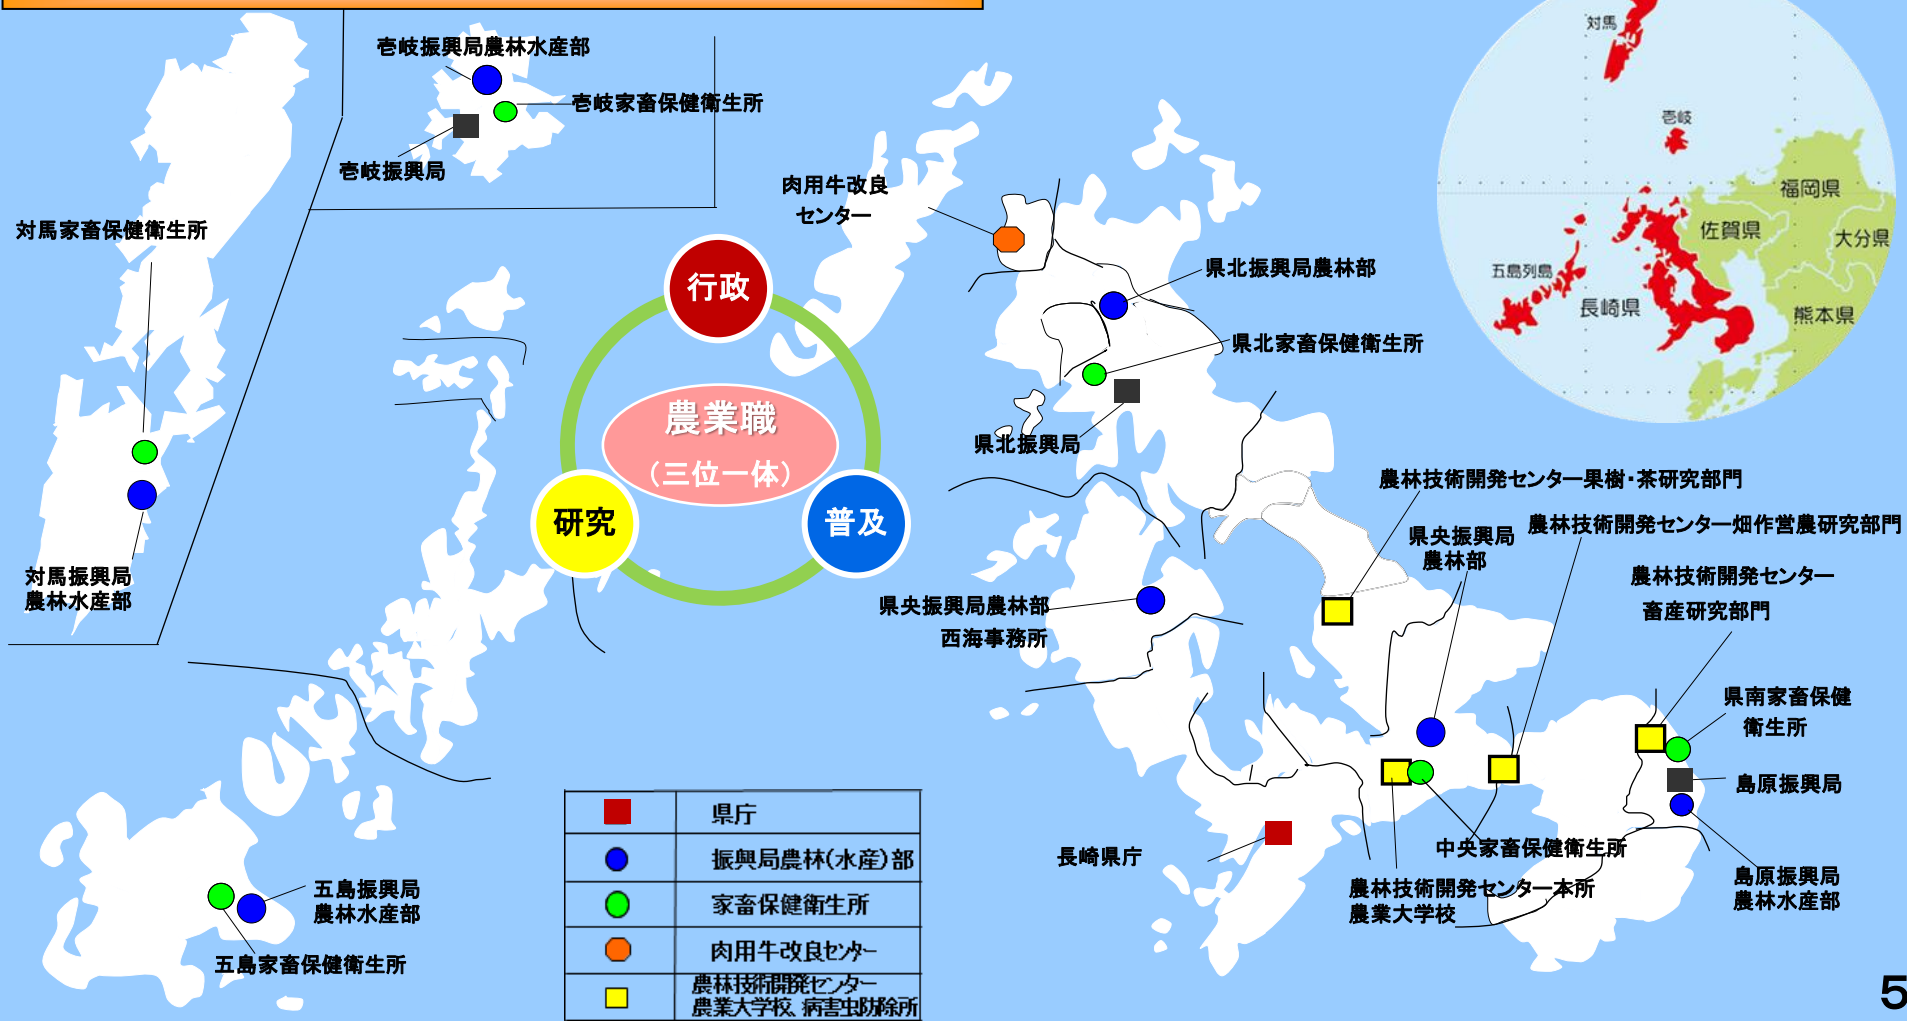 壱岐振興局農林水産部
壱岐家畜保健衛生所
壱岐振興局
対馬家畜保健衛生所
対馬振興局
農林水産部
肉用牛改良
センター
行政
農業職
(三位一体)
研究
普及
県北振興局農林部
県北家畜保健衛生所
県北振興局
対馬
壱岐
福岡県
佐賀県
大分県
五島列島
長崎県
熊本県
農林技術開発センター果樹・茶研究部門
農林技術開発センター畑作営農研究部門
県央振興局
農林部
農林技術開発センター
畜産研究部門
県央振興局農林部
西海事務所
県南家畜保健
衛生所
島原振興局
島原振興局
農林水産部
中央家畜保健衛生所
農林技術開発センター本所
農業大学校
長崎県庁
五島振興局
農林水産部
五島家畜保健衛生所
県庁
振興局農林(水産)部
家畜保健衛生所
肉用牛改良センター
農林技術開発センター
農業大学校、病害虫防除所
5